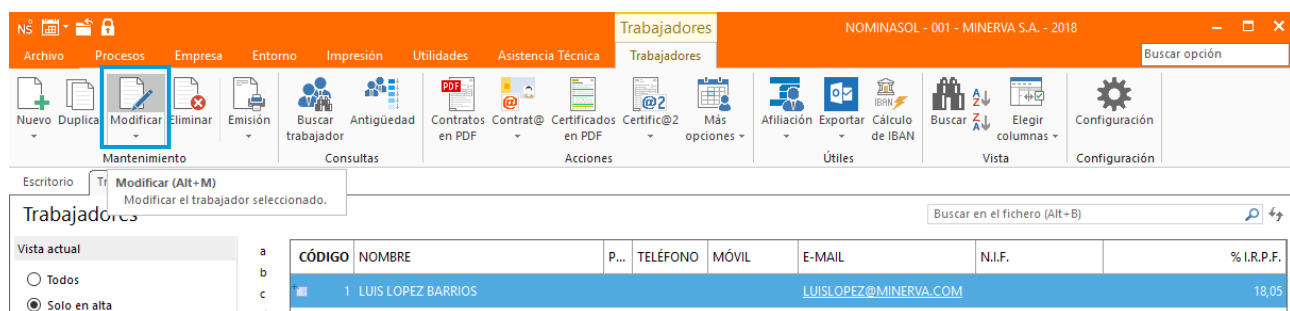 NS
Trabajadores
NOMINASOL - 001 - MINERVA S.A. - 2018
Archivo Procesos Empresa Entorno Impresión Utilidades Asistencia Técnica Trabajadores
Buscar opción
Nuevo Duplica Modificar Eliminar Emisión Buscar trabajador Antigüedad PDF Contratos en PDF @ Contrat@ Certificados en PDF @2 Certific@2 Más opciones Afiliación Exportar IBAN Cálculo de IBAN Buscar A Z Z A Elegir columnas Configuración
Mantenimiento Consultas Acciones Útiles Vista Configuración
Escritorio
Modificar (Alt+M)
Modificar el trabajador seleccionado.
Trabajadores
Buscar en el fichero (Alt+B)
Vista actual
a
b
c
Todos
Solo en alta
CÓDIGO NOMBRE P... TELÉFONO MÓVIL E-MAIL N.I.F. % I.R.P.F.
1 LUIS LOPEZ BARRIOS LUISLOPEZ@MINERVA.COM 18,05